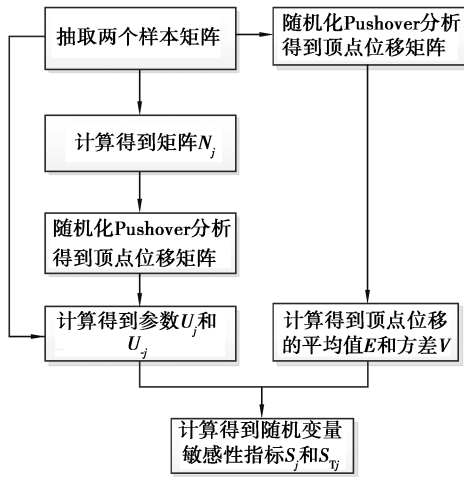 抽取两个样本矩阵
随机化Pushover分析
得到顶点位移矩阵
计算得到矩阵Nj
随机化Pushover分析
得到顶点位移矩阵
计算得到参数Uj和
U-j
计算得到顶点位移
的平均值E和方差V
计算得到随机变量
敏感性指标Sj和STj